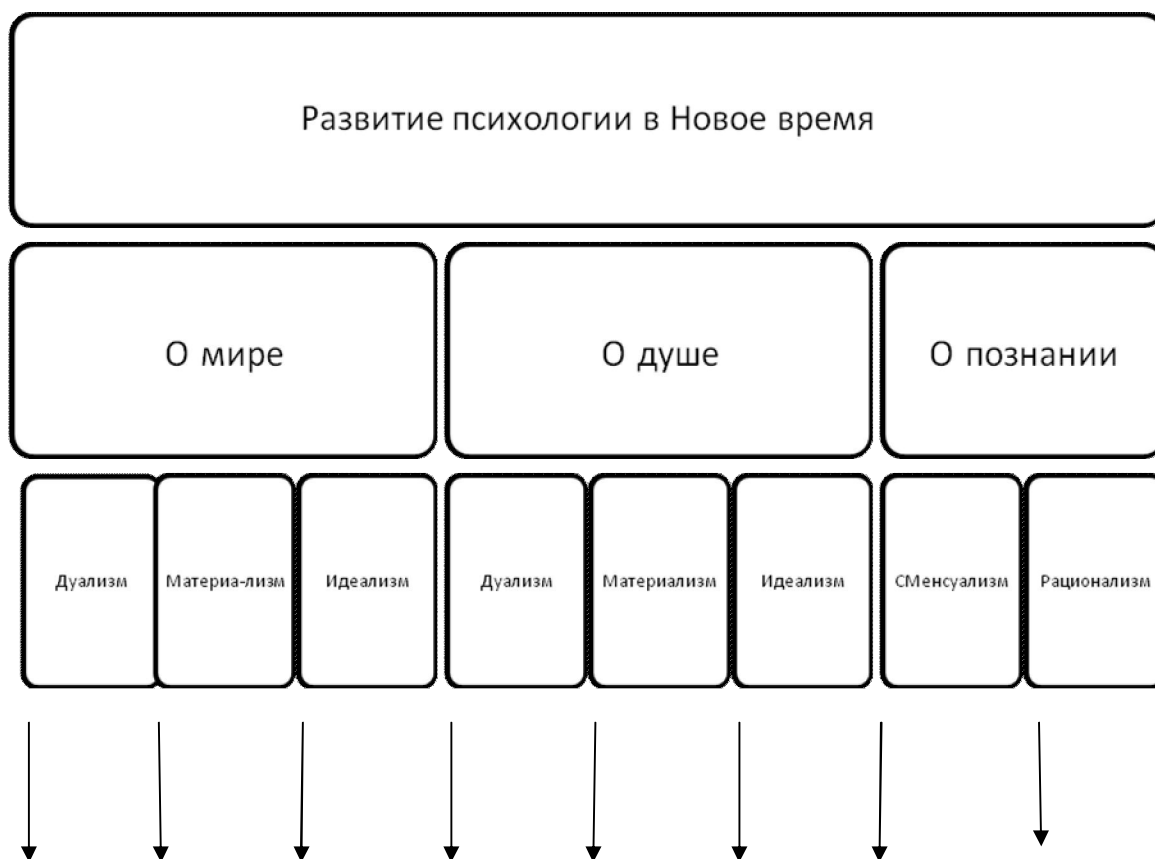 Развитие психологии в Новое время
О мире
О душе
О познании
Дуализм
Материа-лизм
Идеализм
Дуализм
Материализм
Идеализм
СМенсуализм
Рационализм